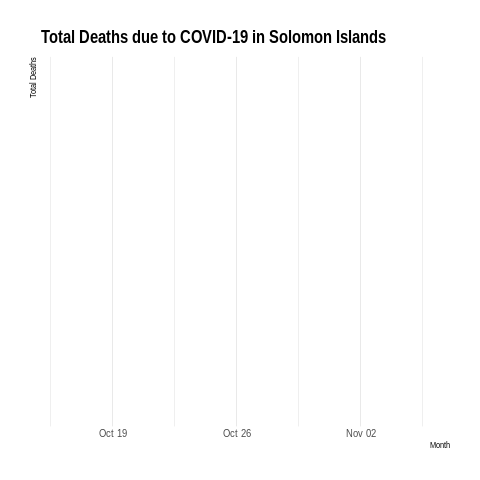 Total Deaths due to COVID-19 in Solomon Islands
Total Deaths
Oct 19
Oct 26
Nov 02
Month